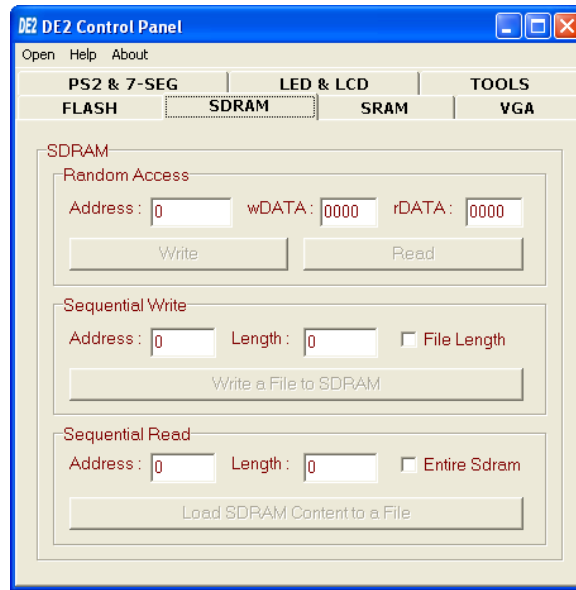 DE2 DE2 Control Panel
Open Help About
PS2 & 7-SEG LED & LCD TOOLS
FLASH SDRAM SRAM VGA
SDRAM
Random Access
Address : 0 wDATA : 0000 rDATA : 0000
Write Read
Sequential Write
Address : 0 Length : 0 File Length
Write a File to SDRAM
Sequential Read
Address : 0 Length : 0 Entire Sdram
Load SDRAM Content to a File